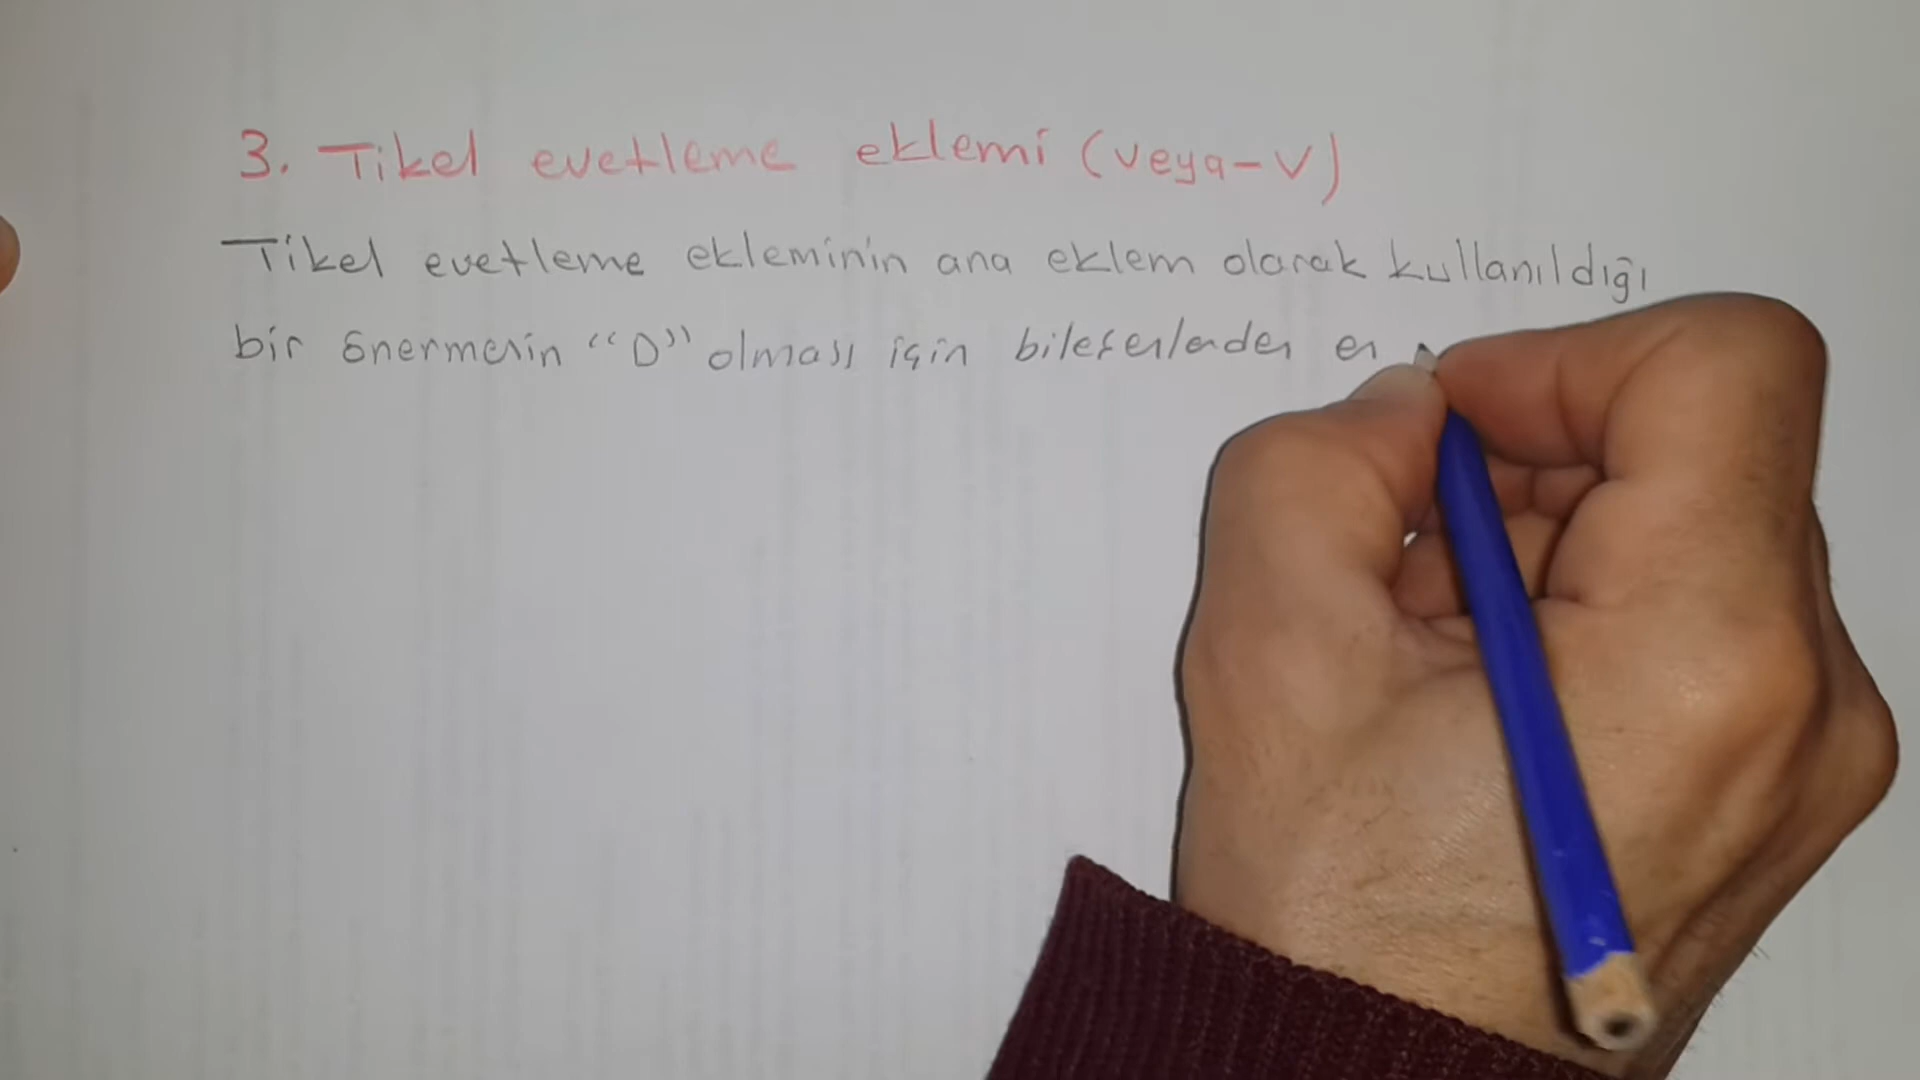 3. Tikel evetleme eklemi (veya-V)
Tikel evetleme ekleminin ana eklem olarak kullanıldığı
bir önermenin "D" olması için bileşenlerden en